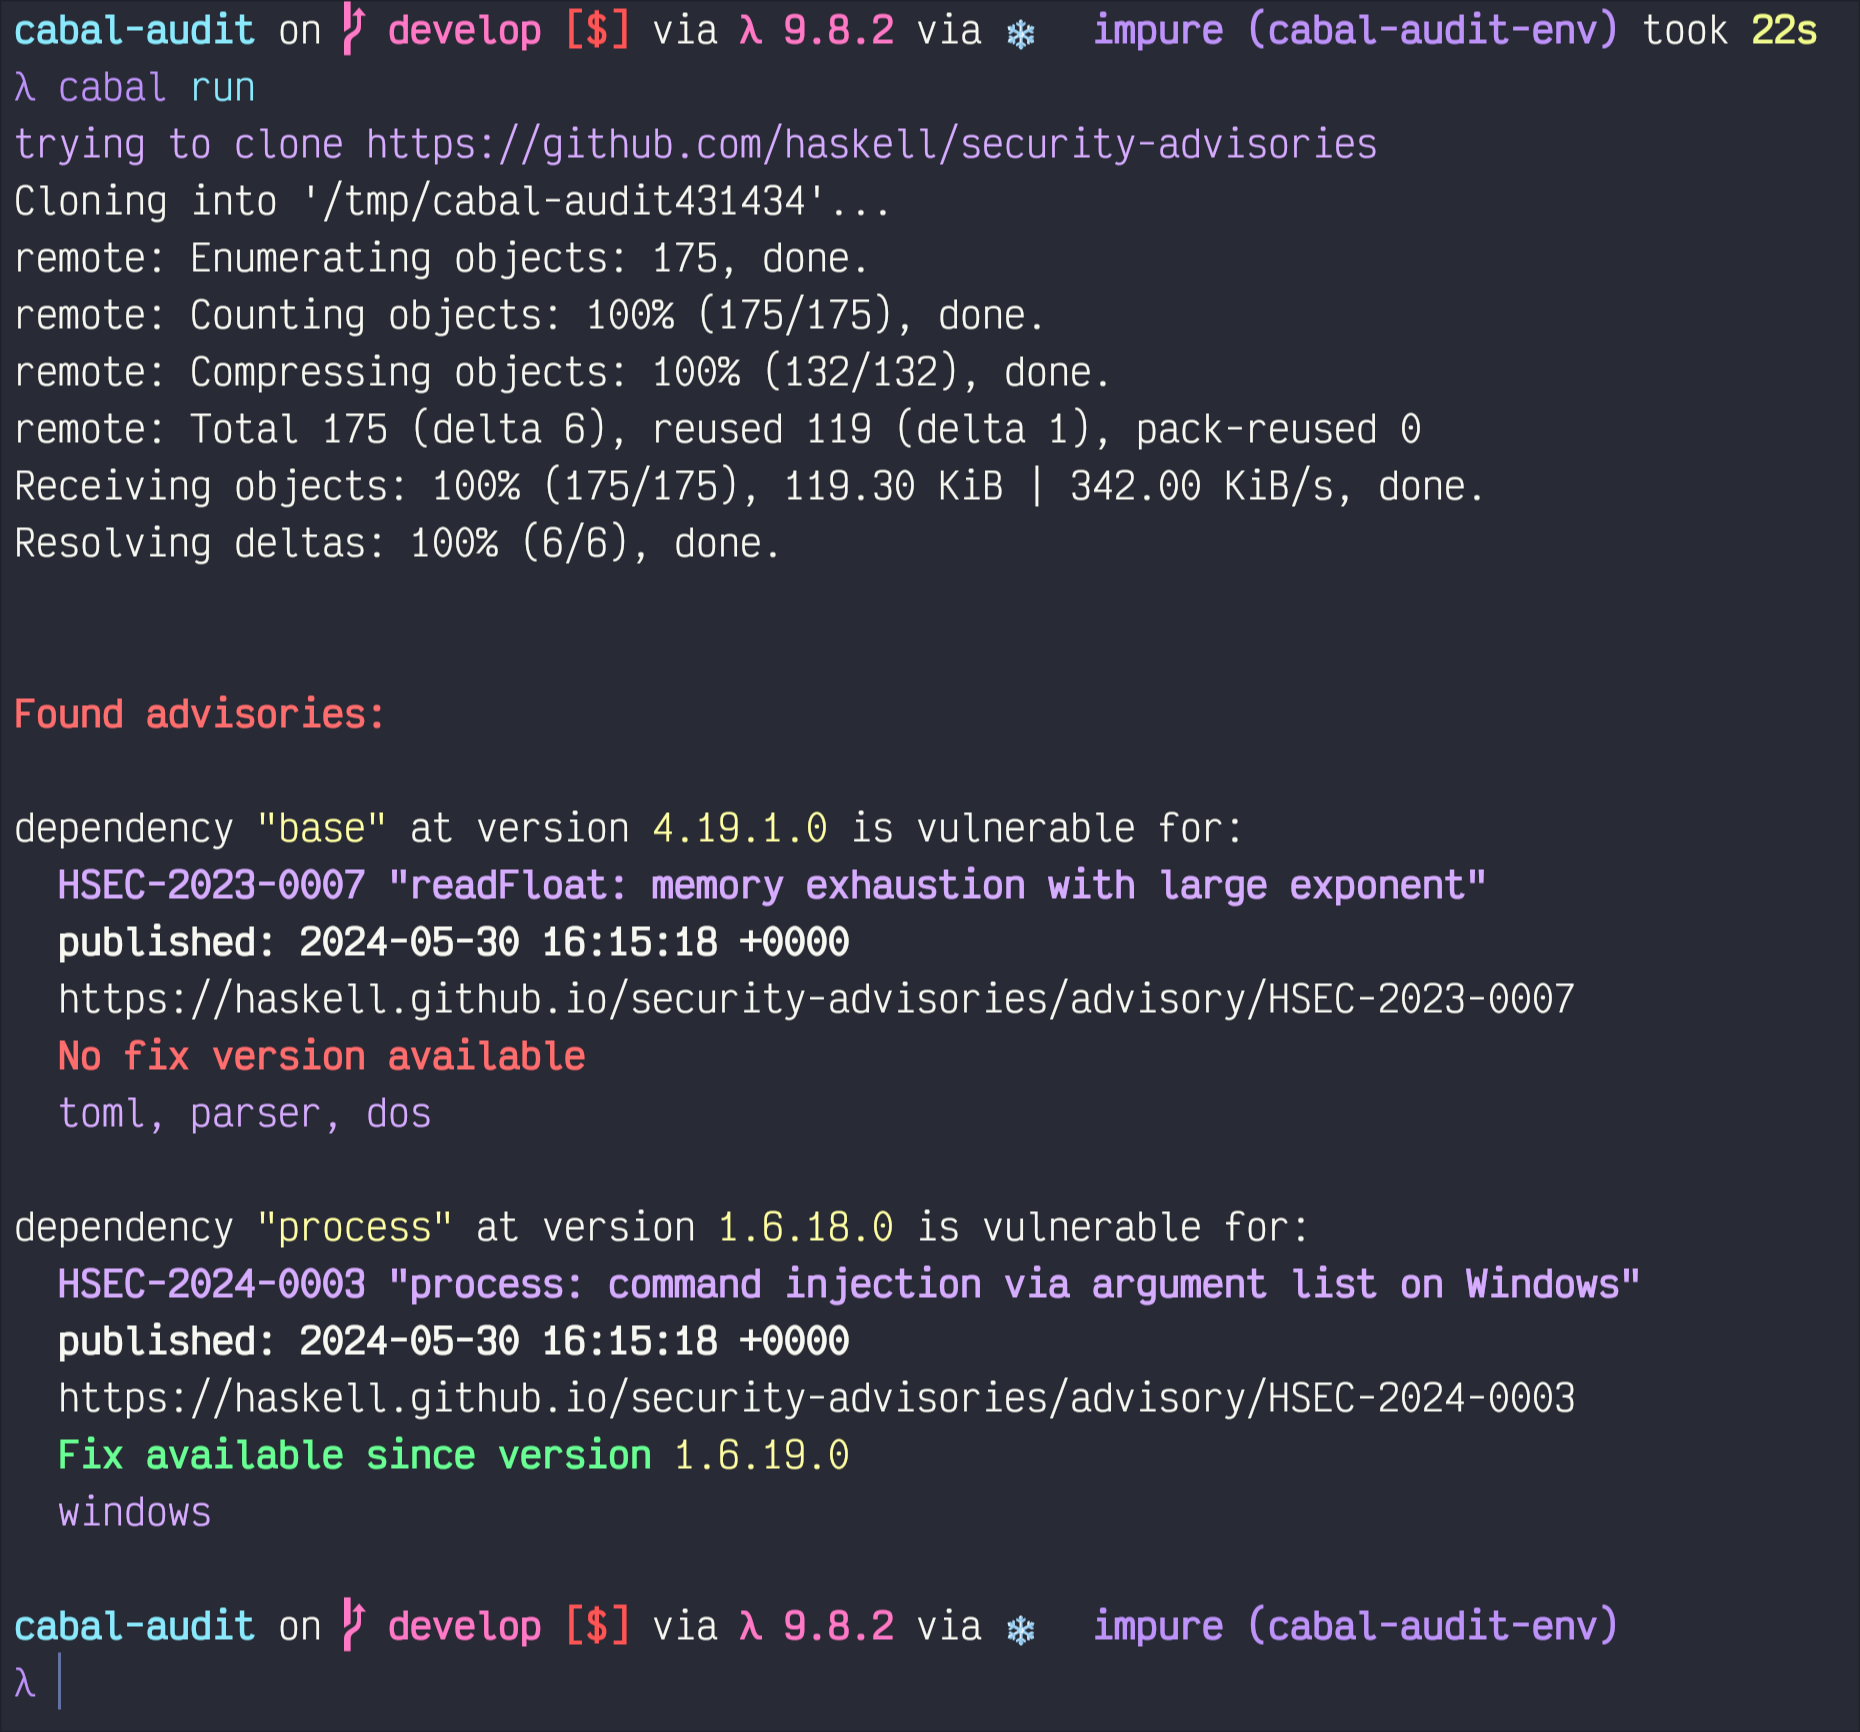 cabal-audit on develop [$] via λ 9.8.2 via ❄ impure (cabal-audit-env) took 22s
λ cabal run
trying to clone https://github.com/haskell/security-advisories
Cloning into '/tmp/cabal-audit431434'...
remote: Enumerating objects: 175, done.
remote: Counting objects: 100% (175/175), done.
remote: Compressing objects: 100% (132/132), done.
remote: Total 175 (delta 6), reused 119 (delta 1), pack-reused 0
Receiving objects: 100% (175/175), 119.30 KiB | 342.00 KiB/s, done.
Resolving deltas: 100% (6/6), done.
Found advisories:
dependency "base" at version 4.19.1.0 is vulnerable for:
HSEC-2023-0007 "readFloat: memory exhaustion with large exponent"
published: 2024-05-30 16:15:18 +0000
https://haskell.github.io/security-advisories/advisory/HSEC-2023-0007
No fix version available
toml, parser, dos
dependency "process" at version 1.6.18.0 is vulnerable for:
HSEC-2024-0003 "process: command injection via argument list on Windows"
published: 2024-05-30 16:15:18 +0000
https://haskell.github.io/security-advisories/advisory/HSEC-2024-0003
Fix available since version 1.6.19.0
windows
cabal-audit on develop [$] via λ 9.8.2 via ❄ impure (cabal-audit-env)
λ